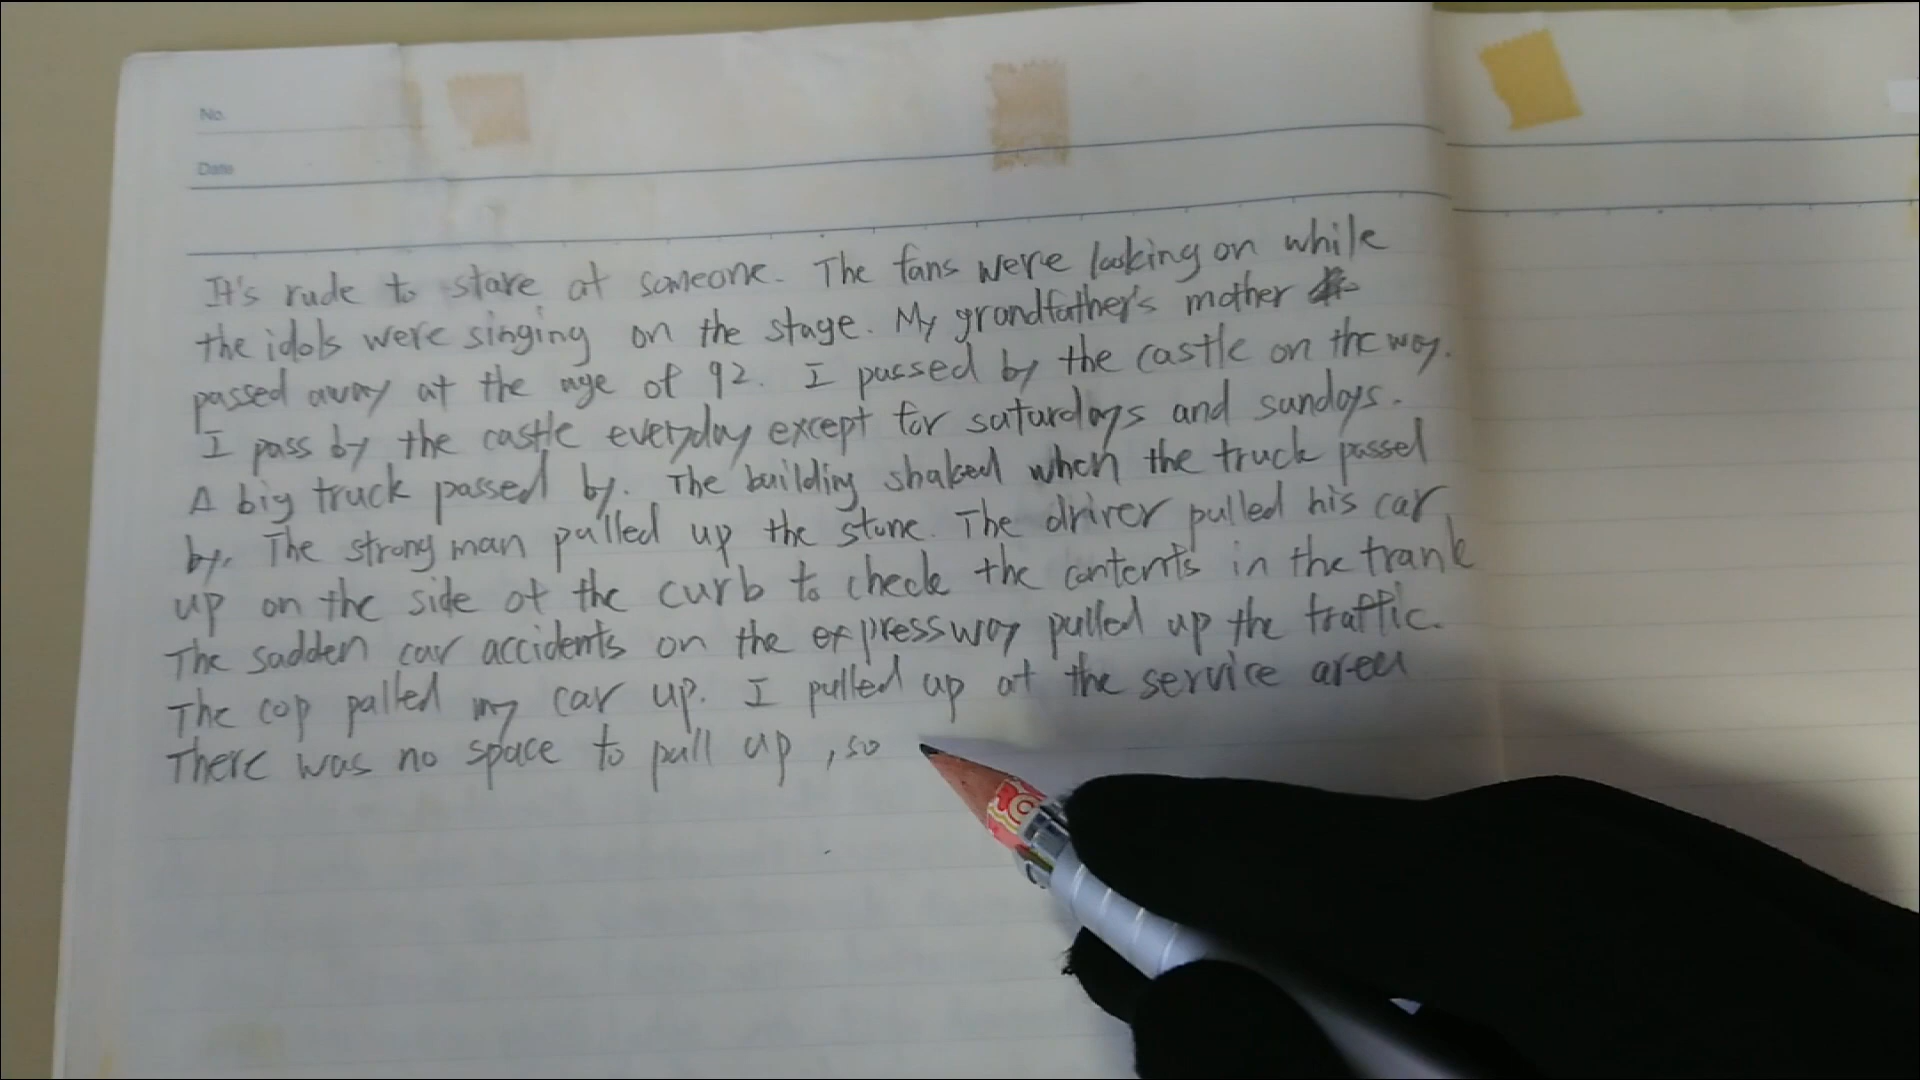 No.
Date
It's rude to stare at someone. The fans were looking on while
the idols were singing on the stage. My grandfather's mother
passed away at the age of 92. I passed by the castle on the way.
I pass by the castle everyday except for saturdays and sundays.
A big truck passed by. The building shaked when the truck passed
by. The strong man pulled up the stone. The driver pulled his car
up on the side of the curb to check the contents in the trank
The sadden car accidents on the expressway pulled up the traffic.
The cop palled my car up. I pulled up at the service area
There was no space to pull up, so